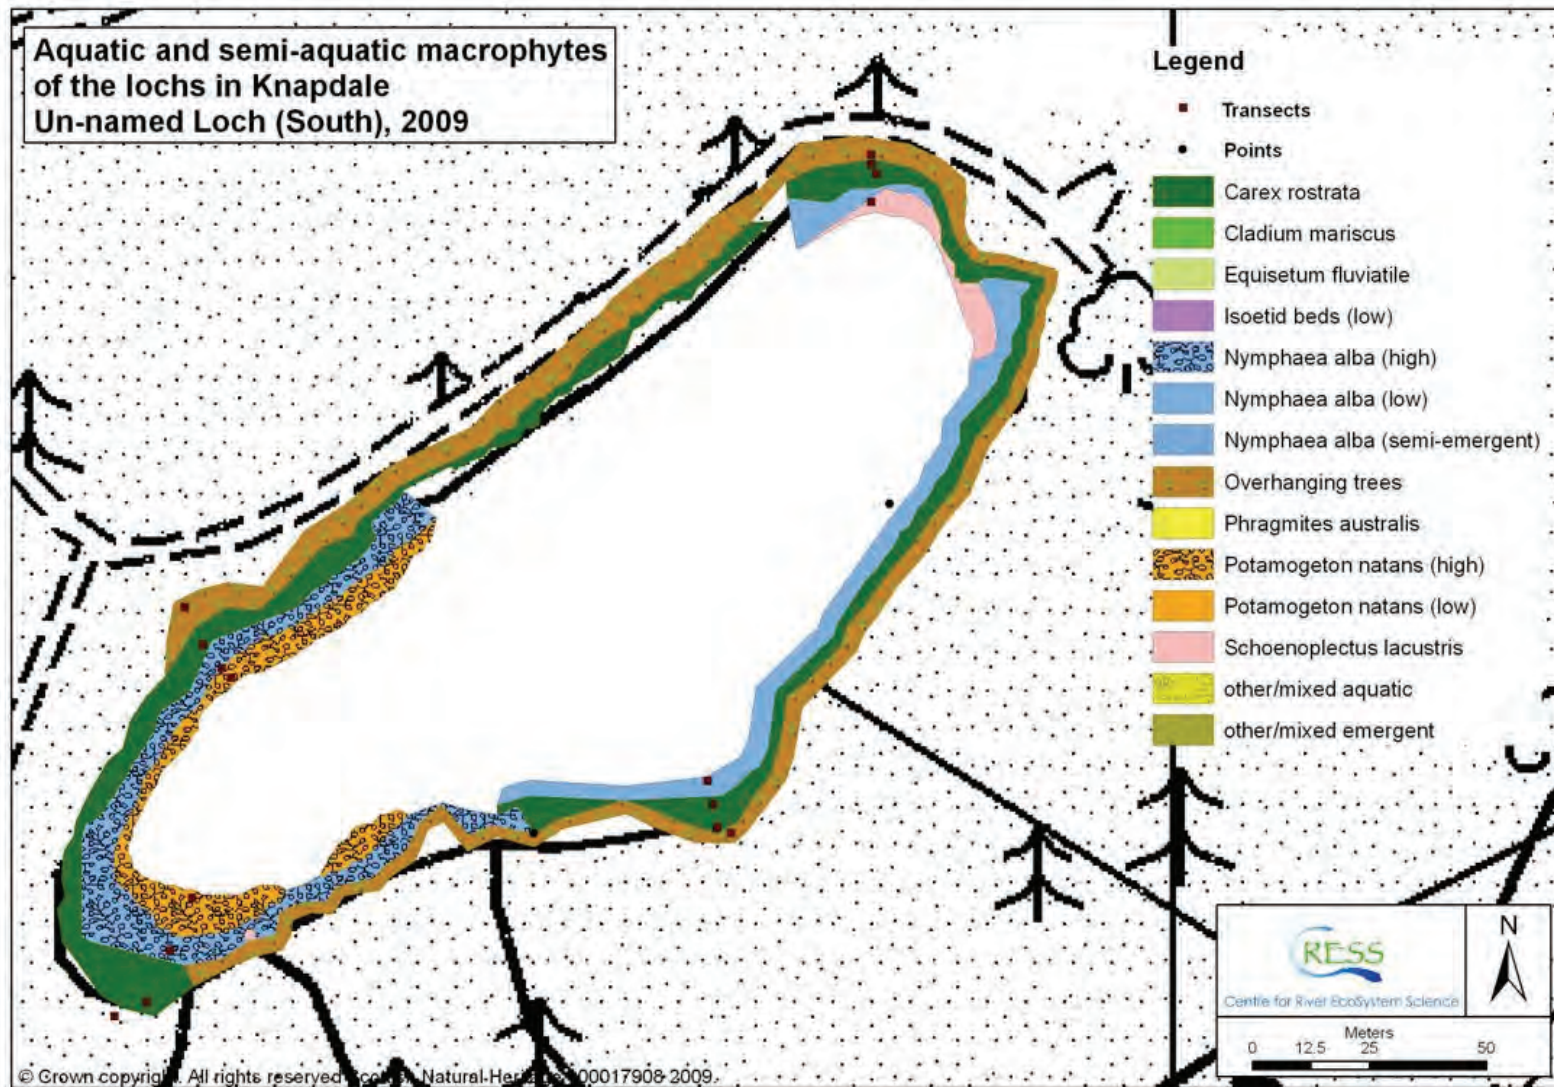 Aquatic and semi-aquatic macrophytes
of the lochs in Knapdale
Un-named Loch (South), 2009
Legend
Transects
Points
Carex rostrata
Cladium mariscus
Equisetum fluviatile
Isoetid beds (low)
Nymphaea alba (high)
Nymphaea alba (low)
Nymphaea alba (semi-emergent)
Overhanging trees
Phragmites australis
Potamogeton natans (high)
Potamogeton natans (low)
Schoenoplectus lacustris
other/mixed aquatic
other/mixed emergent
CRESS
Centre for River EcoSystem Science
N
Meters
0 12.5 25 50
© Crown copyright. All rights reserved Scottish Natural Heritage 100017908 2009.